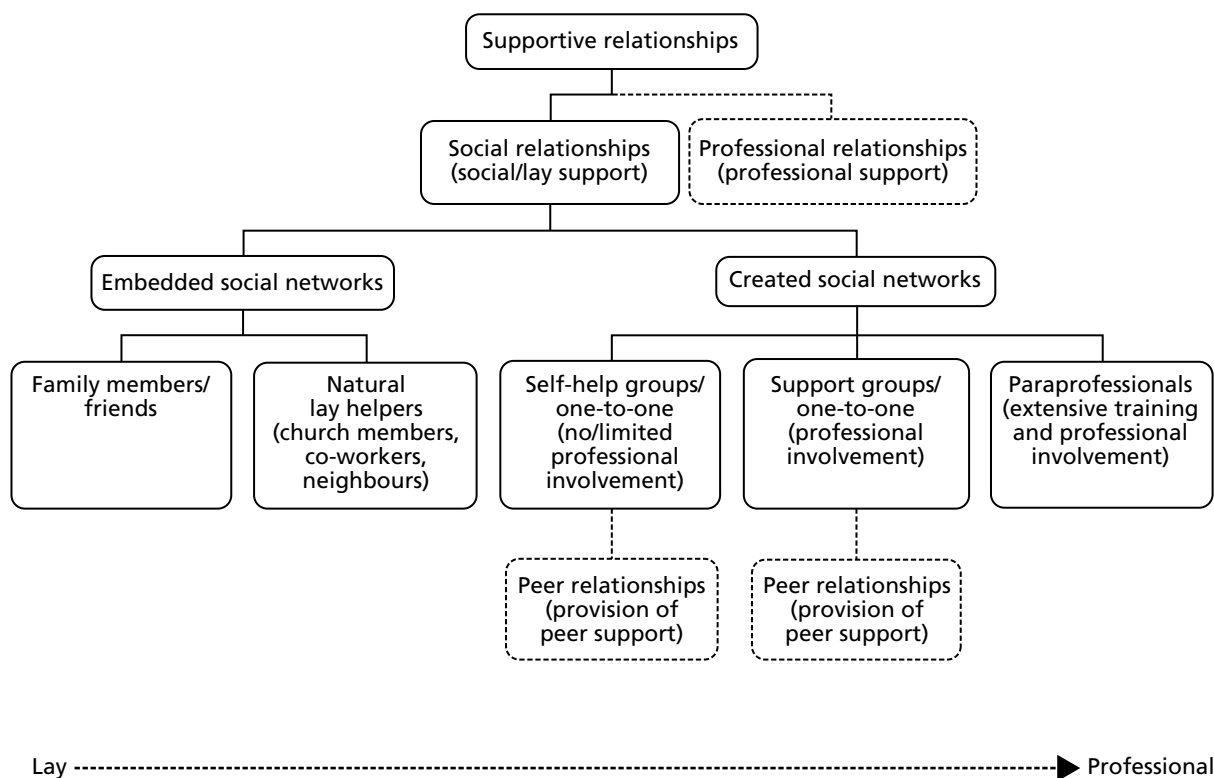 Supportive relationships
Social relationships
(social/lay support)
Professional relationships
(professional support)
Embedded social networks
Created social networks
Family members/
friends
Natural
lay helpers
(church members,
co-workers,
neighbours)
Self-help groups/
one-to-one
(no/limited
professional
involvement)
Support groups/
one-to-one
(professional
involvement)
Paraprofessionals
(extensive training
and professional
involvement)
Peer relationships
(provision of
peer support)
Peer relationships
(provision of
peer support)
Lay
Professional